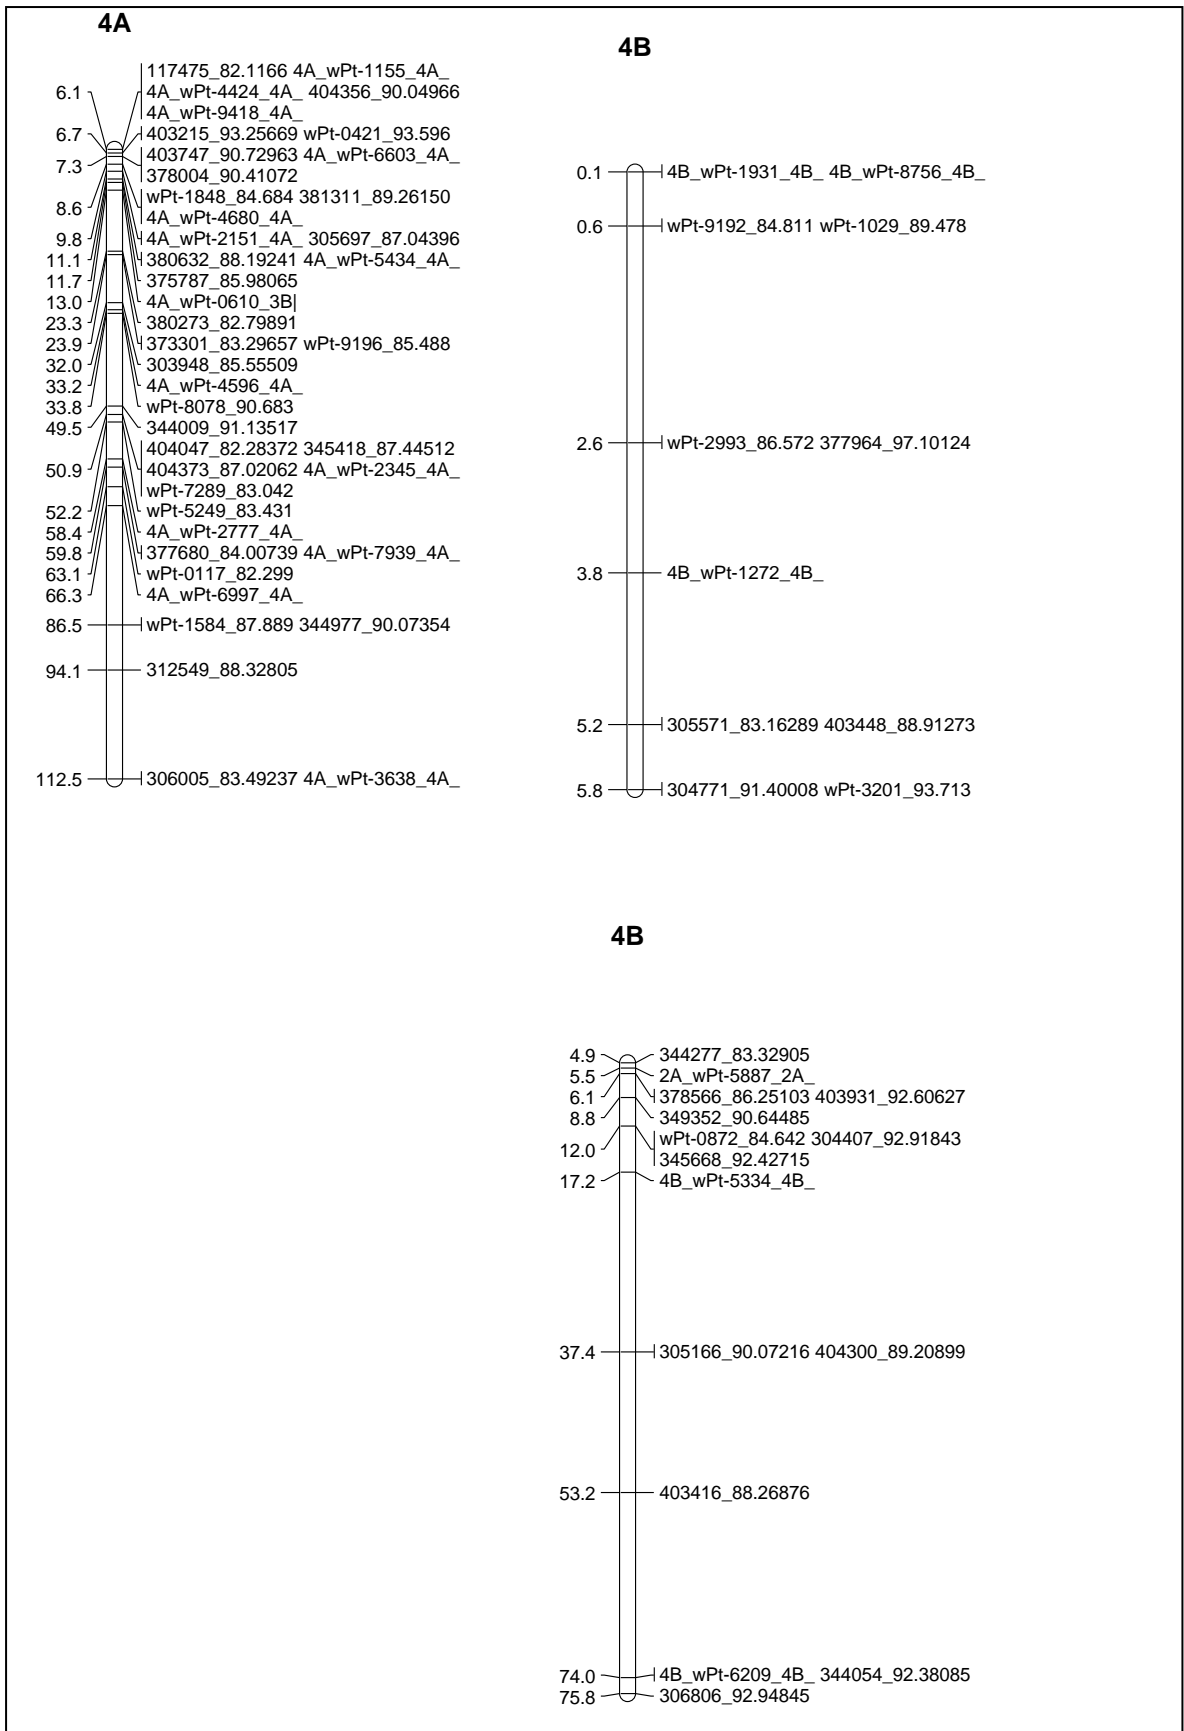 4A
6.1
117475_82.1166 4A_wPt-1155_4A_
4A_wPt-4424_4A_ 404356_90.04966
4A_wPt-9418_4A_
6.7 403215_93.25669 wPt-0421_93.596
7.3 403747_90.72963 4A_wPt-6603_4A_
378004_90.41072
8.6 wPt-1848_84.684 381311_89.26150
4A_wPt-4680_4A_
9.8 4A_wPt-2151_4A_ 305697_87.04396
11.1 380632_88.19241 4A_wPt-5434_4A_
11.7 375787_85.98065
13.0 4A_wPt-0610_3B|
23.3 380273_82.79891
23.9 373301_83.29657 wPt-9196_85.488
32.0 303948_85.55509
33.2 4A_wPt-4596_4A_
33.8 wPt-8078_90.683
49.5 344009_91.13517
50.9
404047_82.28372 345418_87.44512
404373_87.02062 4A_wPt-2345_4A_
wPt-7289_83.042
52.2 wPt-5249_83.431
58.4 4A_wPt-2777_4A_
59.8 377680_84.00739 4A_wPt-7939_4A_
63.1 wPt-0117_82.299
66.3 4A_wPt-6997_4A_
86.5 wPt-1584_87.889 344977_90.07354
94.1 312549_88.32805
112.5 306005_83.49237 4A_wPt-3638_4A_
4B
0.1 4B_wPt-1931_4B_ 4B_wPt-8756_4B_
0.6 wPt-9192_84.811 wPt-1029_89.478
2.6 wPt-2993_86.572 377964_97.10124
3.8 4B_wPt-1272_4B_
5.2 305571_83.16289 403448_88.91273
5.8 304771_91.40008 wPt-3201_93.713
4B
4.9 344277_83.32905
5.5 2A_wPt-5887_2A_
6.1 378566_86.25103 403931_92.60627
8.8 349352_90.64485
12.0 wPt-0872_84.642 304407_92.91843
345668_92.42715
17.2 4B_wPt-5334_4B_
37.4 305166_90.07216 404300_89.20899
53.2 403416_88.26876
74.0 4B_wPt-6209_4B_ 344054_92.38085
75.8 306806_92.94845